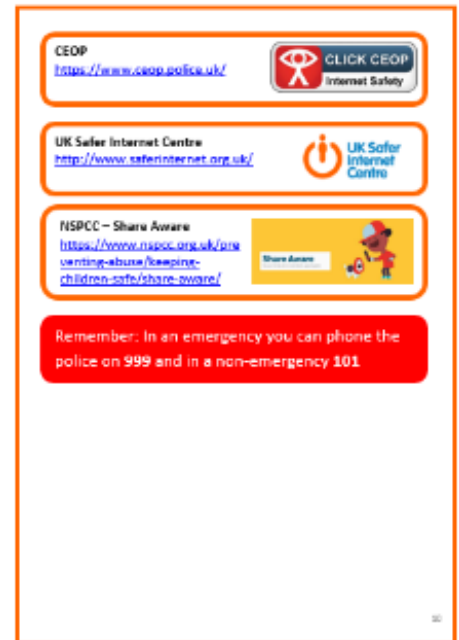 CEOP
https://www.ceop.police.uk/
CLICK CEOP
Internet Safety
UK Safer Internet Centre
http://www.saferinternet.org.uk/
UK Safer
Internet
Centre
NSPCC – Share Aware
https://www.nspcc.org.uk/pre
venting-abuse/keeping-
children-safe/share-aware/
Share Aware
Remember: In an emergency you can phone the
police on 999 and in a non-emergency 101